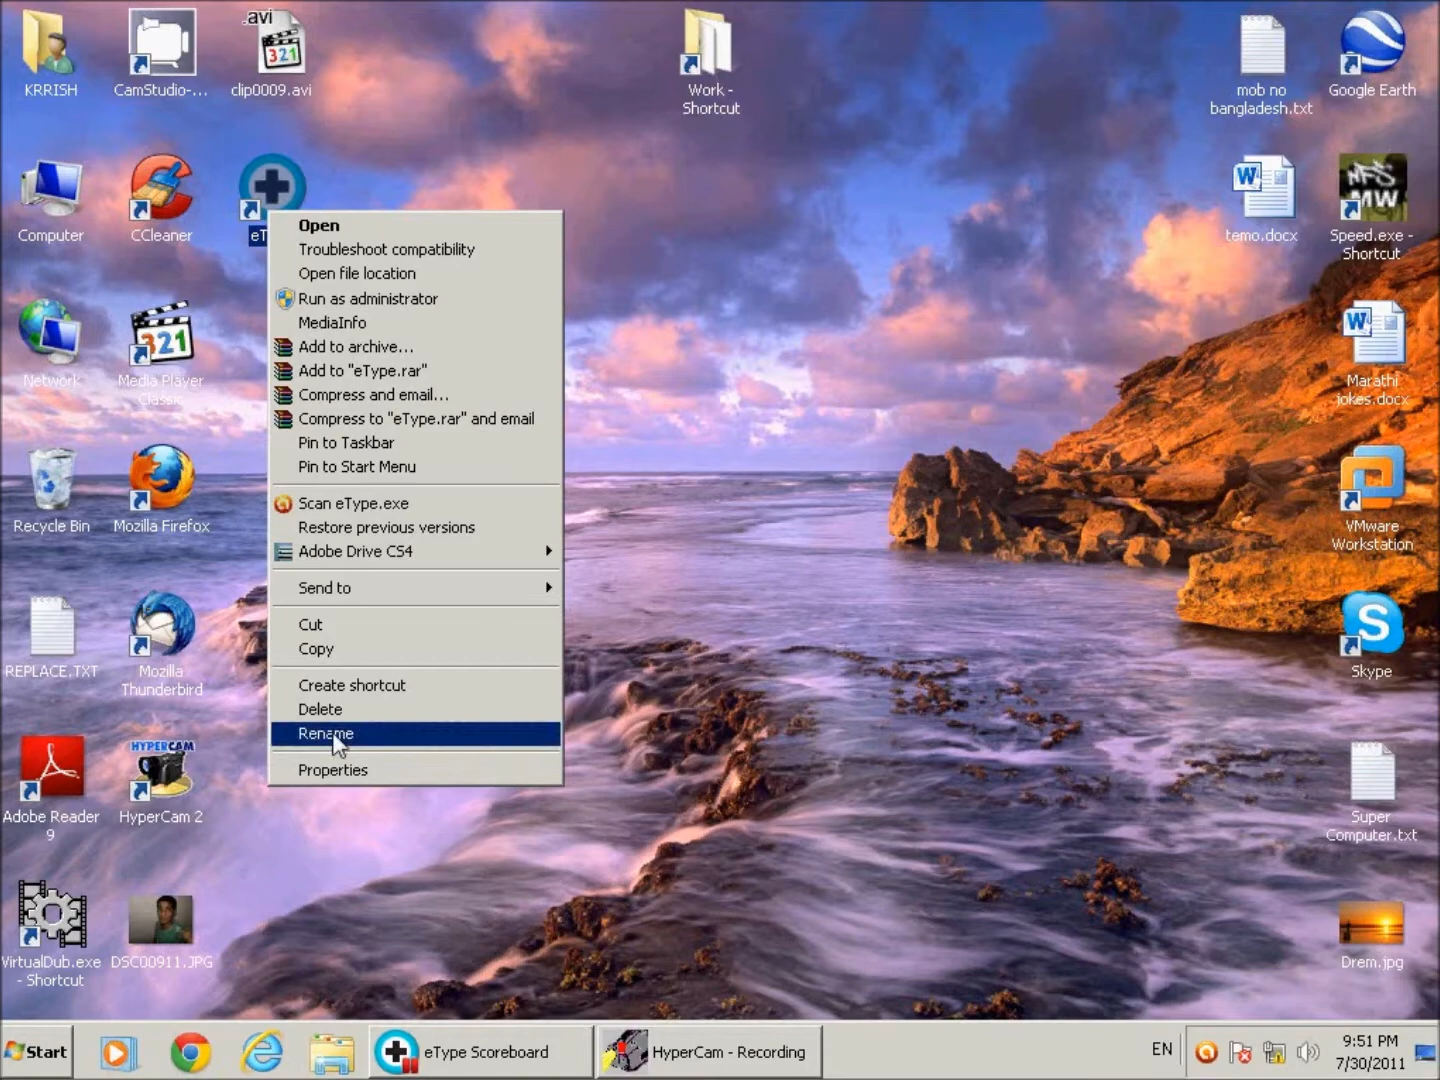 .avi
KRRISH
CamStudio-...
clip0009.avi
Work -
Shortcut
mob no
bangladesh.txt
Google Earth
Computer
CCleaner
eT
W
temo.docx
NFS
MW
Speed.exe -
Shortcut
Open
Troubleshoot compatibility
Open file location
Run as administrator
MediaInfo
Add to archive...
Add to "eType.rar"
Compress and email...
Compress to "eType.rar" and email
Pin to Taskbar
Pin to Start Menu
Scan eType.exe
Restore previous versions
Adobe Drive CS4
Send to
Cut
Copy
Create shortcut
Delete
Rename
Properties
Network
321
Media Player
Classic
W
Marathi
jokes.docx
Recycle Bin
Mozilla Firefox
VMware
Workstation
REPLACE.TXT
Mozilla
Thunderbird
S
Skype
Adobe Reader
9
HYPERCAM
HyperCam 2
Super
Computer.txt
VirtualDub.exe
- Shortcut
DSC00911.JPG
Drem.jpg
Start
eType Scoreboard
HyperCam - Recording
EN
9:51 PM
7/30/2011